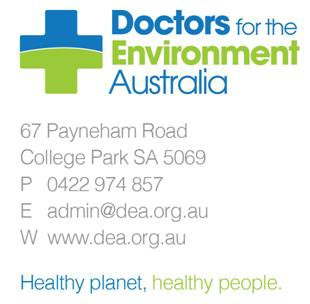 Doctors for the
Environment
Australia
67 Payneham Road
College Park SA 5069
P 0422 974 857
E admin@dea.org.au
W www.dea.org.au
Healthy planet, healthy people.